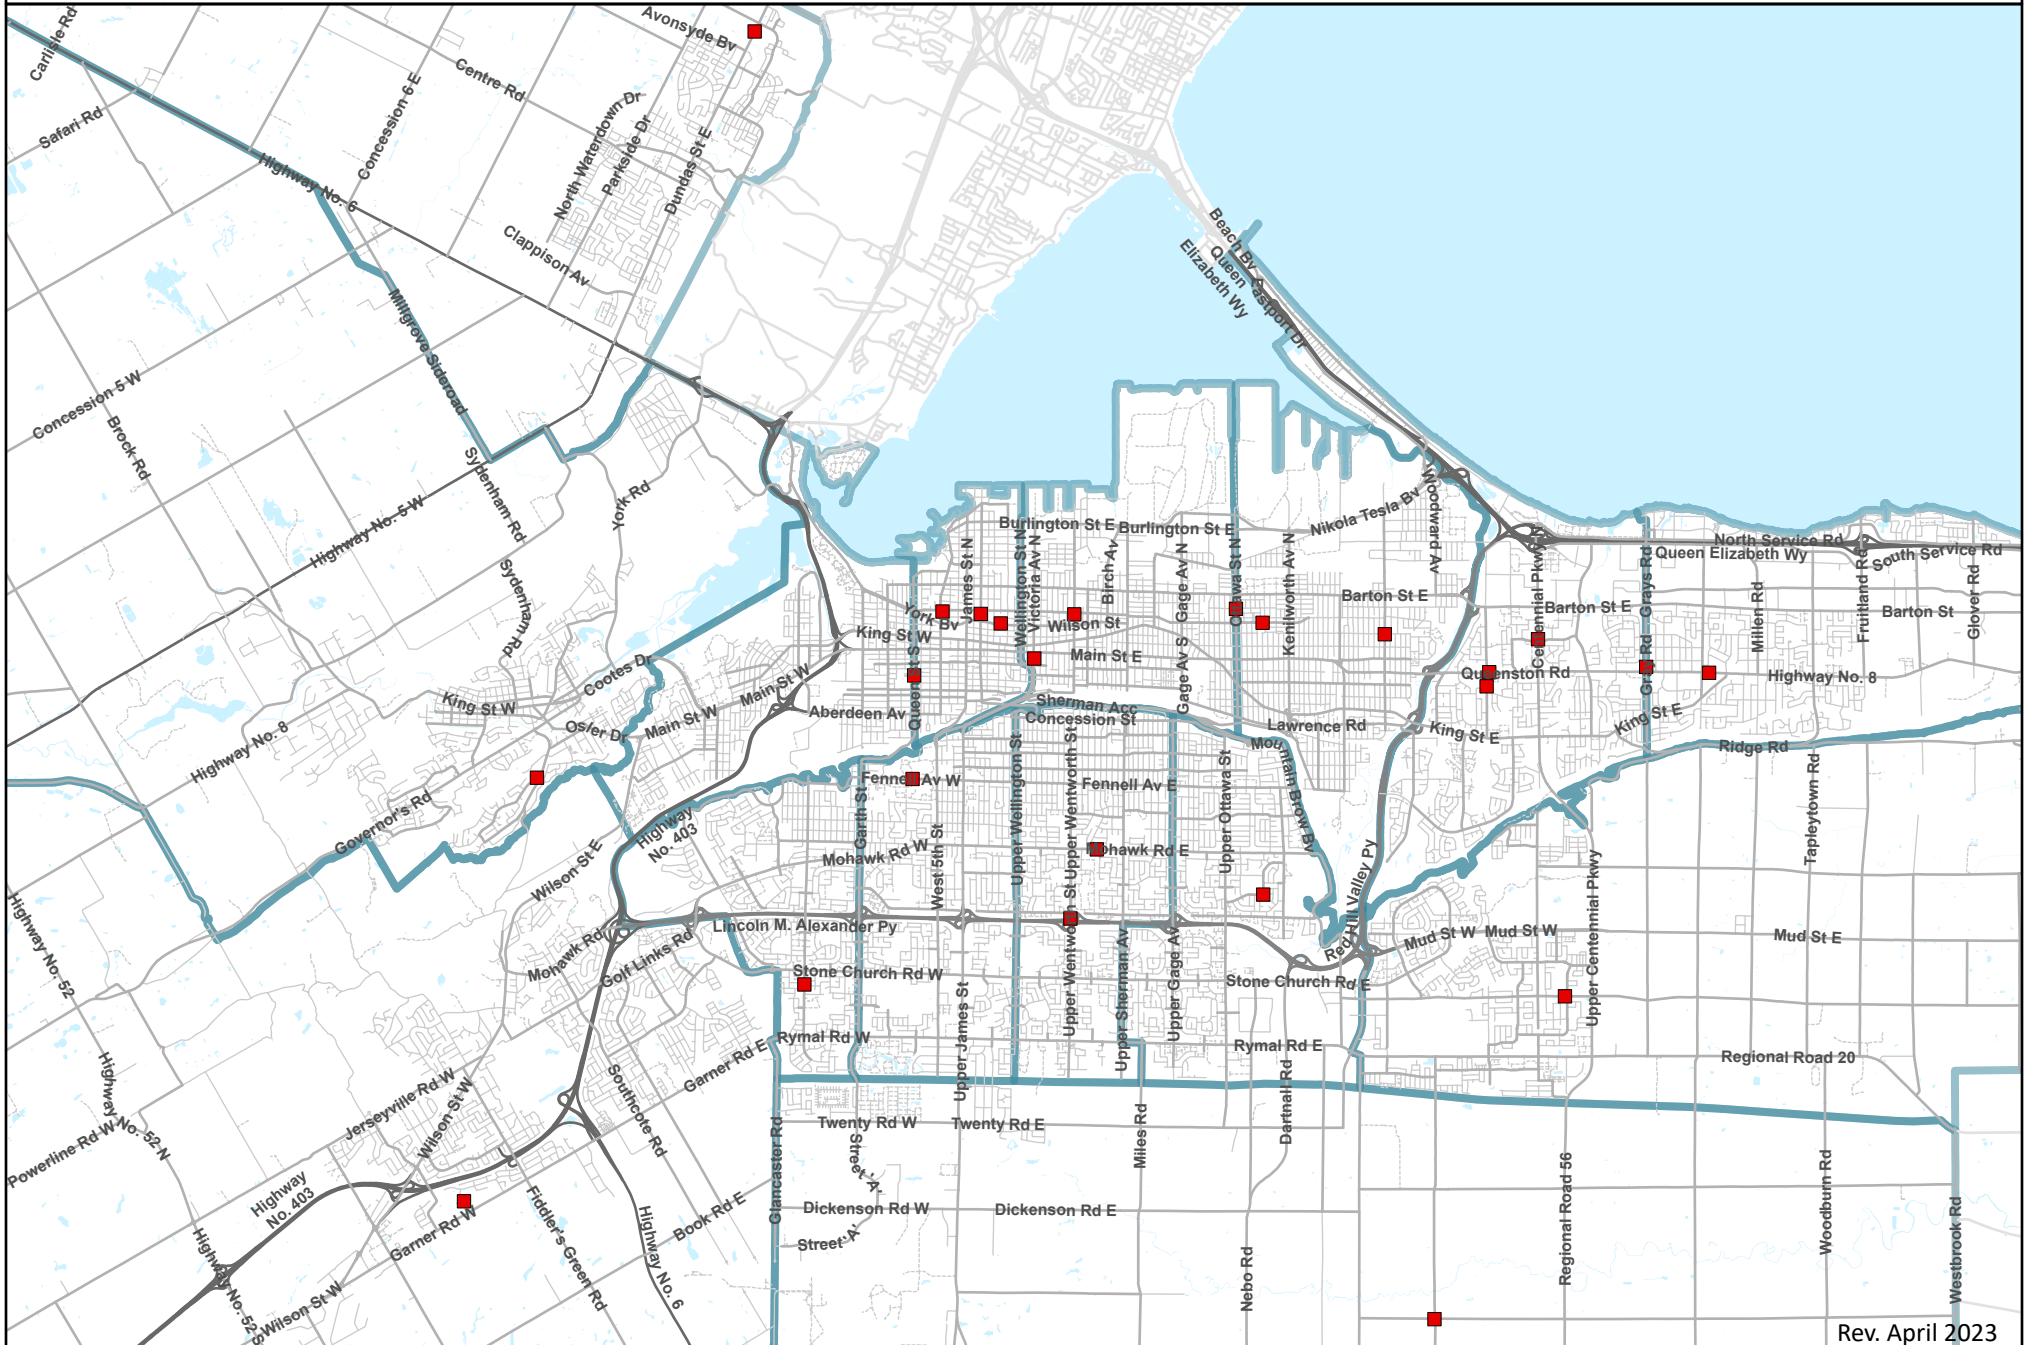 Carlisle Rd
Avonsyde Bv
Centre Rd
Concession 6 E
Safari Rd
Highway No. 6
North Waterdown Dr
Parkside Dr
Dundas St E
Clappison Av
Millgrove Sideroad
Beach Bv
Queen
Elizabeth Wy
Eastport Dr
Concession 5 W
Brock Rd
Sydenham Rd
York Rd
Highway No. 5 W
Sydenham Rd
Burlington St E
Burlington St E
Nikola Tesla Bv
Woodward Av
James St N
Wellington St N
Victoria Av N
Birch Av
Gage Av N
Ottawa St N
Kenilworth Av N
Centennial Pkwy N
North Service Rd
Queen Elizabeth Wy
South Service Rd
Grays Rd
Millen Rd
Fruitland Rd
Glover Rd
Barton St E
Barton St E
Barton St
York Bv
King St W
Wilson St
Main St E
Gage Av S
Queenston Rd
Gray Rd
Highway No. 8
Cootes Dr
Main St W
King St W
Osler Dr
Main St W
Aberdeen Av
Queen St S
Sherman Acc
Concession St
Lawrence Rd
King St E
King St E
Ridge Rd
Highway No. 8
Governor's Rd
Fennell Av W
Fennell Av E
Mountain Brow Bv
Garth St
Upper Wellington St
Upper Wentworth St
Upper Ottawa St
Tapleytown Rd
Highway
No. 403
Wilson St E
Mohawk Rd W
Mohawk Rd E
West 5th St
Red Hill Valley Py
Upper Centennial Pkwy
Highway No. 52
Mohawk Rd
Golf Links Rd
Lincoln M. Alexander Py
Upper Wentworth St
Upper Sherman Av
Upper Gage Av
Mud St W
Mud St W
Mud St E
Stone Church Rd W
Stone Church Rd E
Upper James St
Rymal Rd W
Rymal Rd E
Regional Road 20
Garner Rd E
Southcote Rd
Jerseyville Rd W
Wilson St W
Highway No. 52 N
Powerline Rd W
Dartnall Rd
Twenty Rd W
Twenty Rd E
Miles Rd
Street 'A'
Glancaster Rd
Highway
No. 403
Garner Rd W
Fiddler's Green Rd
Book Rd E
Dickenson Rd W
Dickenson Rd E
Street 'A'
Regional Road 56
Woodburn Rd
Westbrook Rd
Nebo Rd
Highway No. 6
Highway No. 52 S
Wilson St W
Rev. April 2023